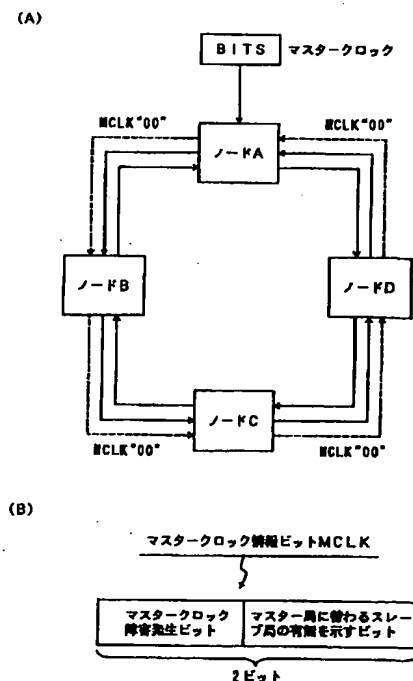 (A)
BITS マスタークロック
MCLK"00" MCLK"00"
ノードA
ノードB ノードD
ノードC
MCLK"00" MCLK"00"
(B)
マスタークロック情報ビットMCLK
マスタークロック
障害発生ビット
マスター局に替わるスレー
ブ局の有無を示すビット
2ビット